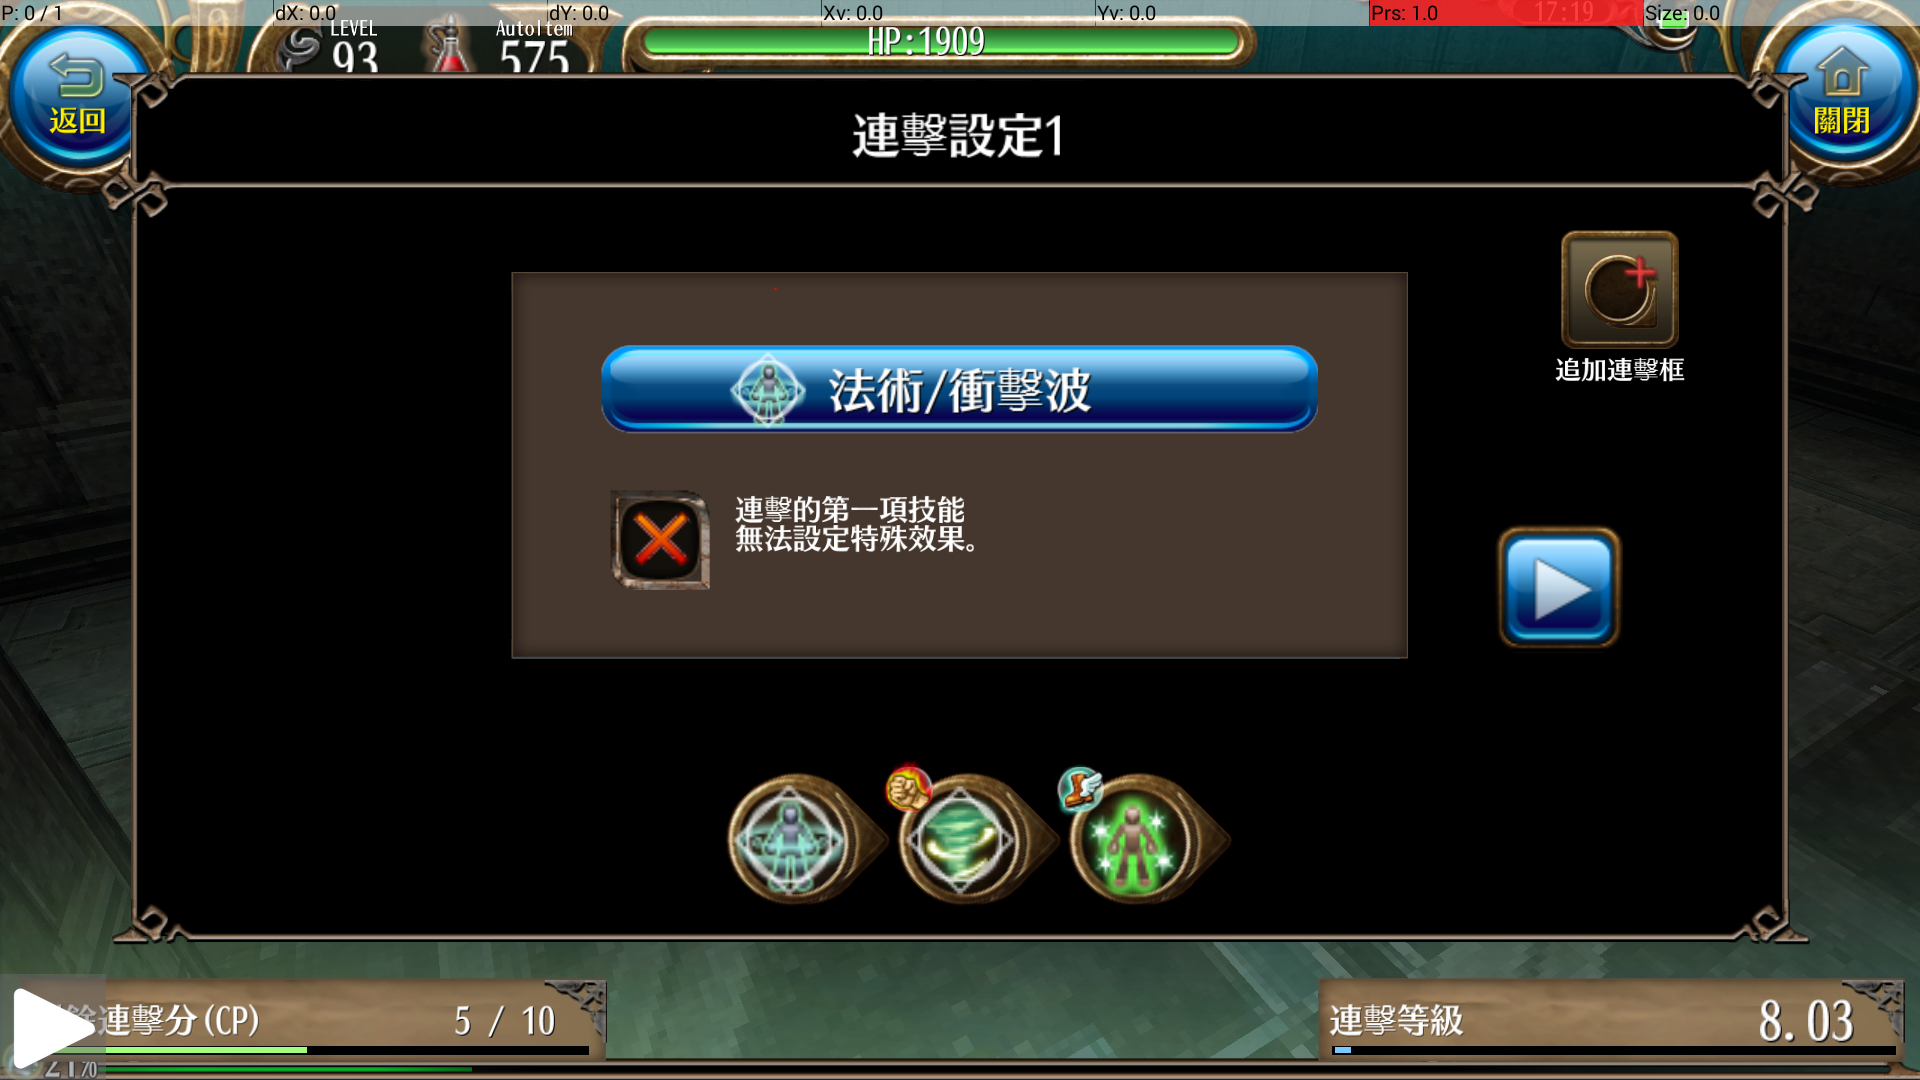 P: 0 / 1
dX: 0.0
dY: 0.0
Xv: 0.0
Yv: 0.0
Prs: 1.0
Size: 0.0
17:19
LEVEL
93
AutoItem
575
HP:1909
返回
關閉
連擊設定1
追加連擊框
法術/衝擊波
連擊的第一項技能
無法設定特殊效果。
連擊分(CP)
5 / 10
連擊等級
8.03